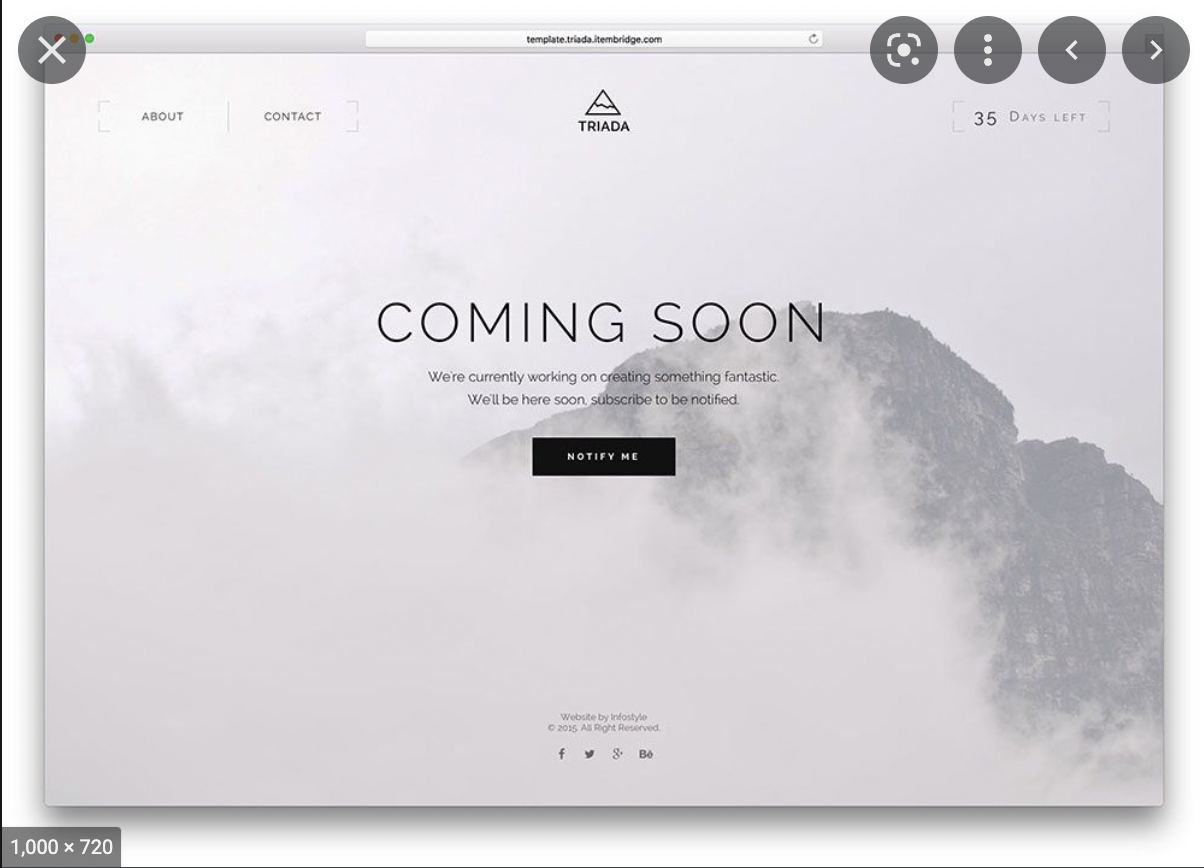 template.triada.itembridge.com
ABOUT
CONTACT
TRIADA
35 DAYS LEFT
COMING SOON
We're currently working on creating something fantastic.
We'll be here soon, subscribe to be notified.
NOTIFY ME
Website by Infostyle
© 2015. All Right Reserved.
f
g+
Bē
1,000 × 720